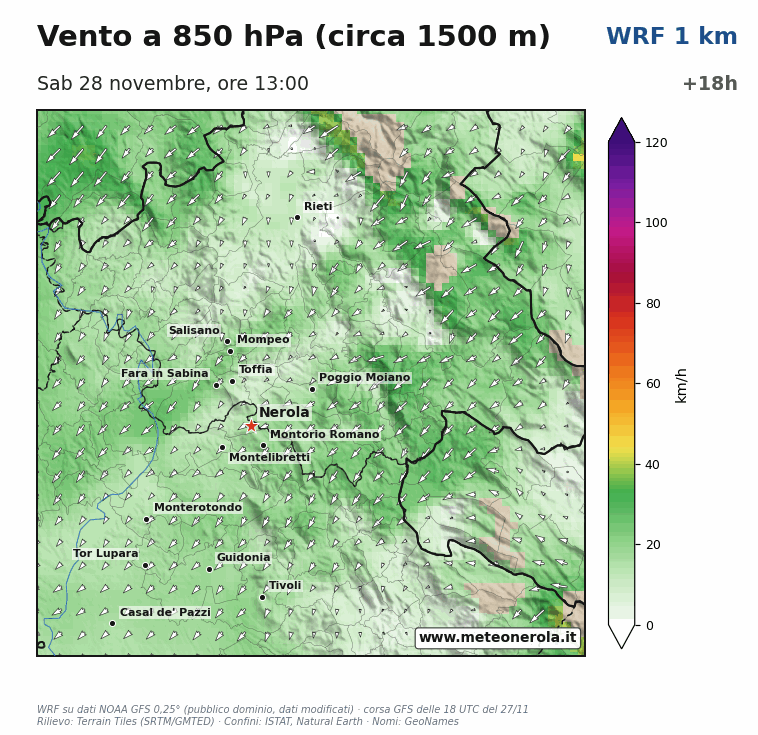 Vento a 850 hPa (circa 1500 m)
WRF 1 km
Sab 28 novembre, ore 13:00
+18h
Rieti
Salisano
Mompeo
Toffia
Fara in Sabina
Poggio Moiano
Nerola
Montorio Romano
Montelibretti
Monterotondo
Tor Lupara
Guidonia
Tivoli
Casal de' Pazzi
www.meteonerola.it
120
100
80
60
40
20
0
km/h
WRF su dati NOAA GFS 0,25° (pubblico dominio, dati modificati) · corsa GFS delle 18 UTC del 27/11
Rilievo: Terrain Tiles (SRTM/GMTED) · Confini: ISTAT, Natural Earth · Nomi: GeoNames